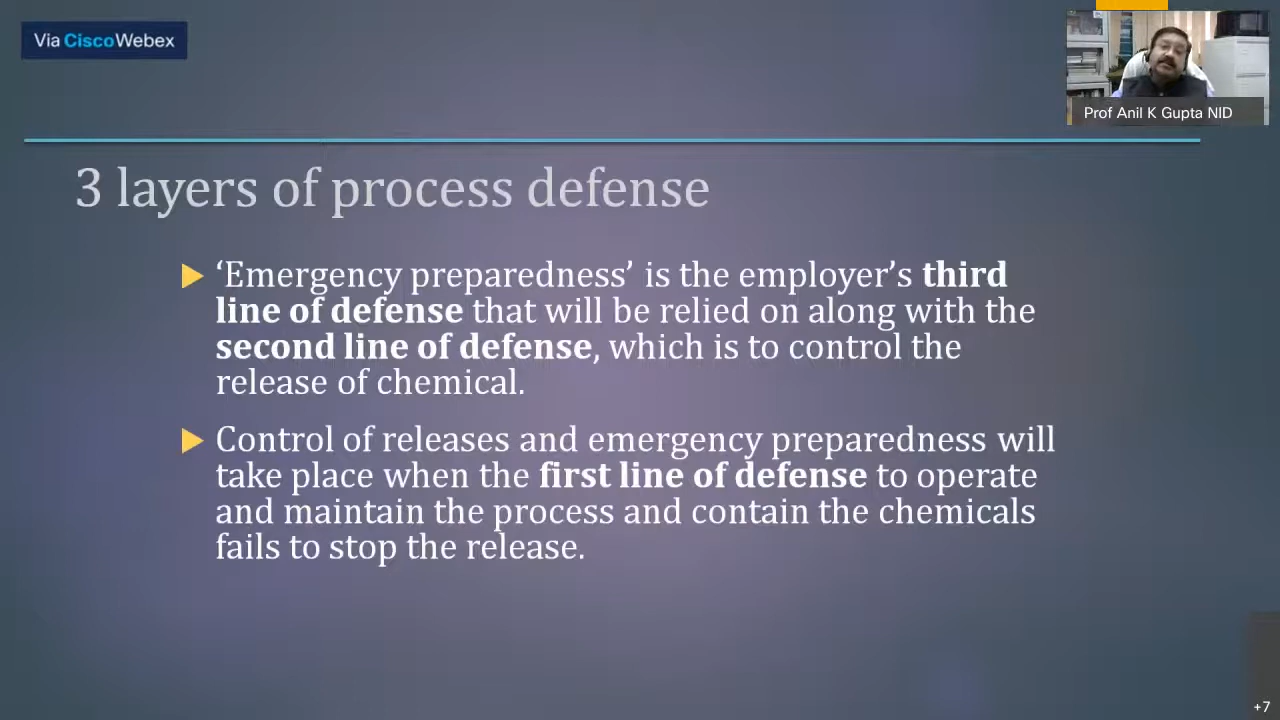 Via CiscoWebex
Prof Anil K Gupta NID
3 layers of process defense
‘Emergency preparedness’ is the employer’s third
line of defense that will be relied on along with the
second line of defense, which is to control the
release of chemical.
Control of releases and emergency preparedness will
take place when the first line of defense to operate
and maintain the process and contain the chemicals
fails to stop the release.
+7